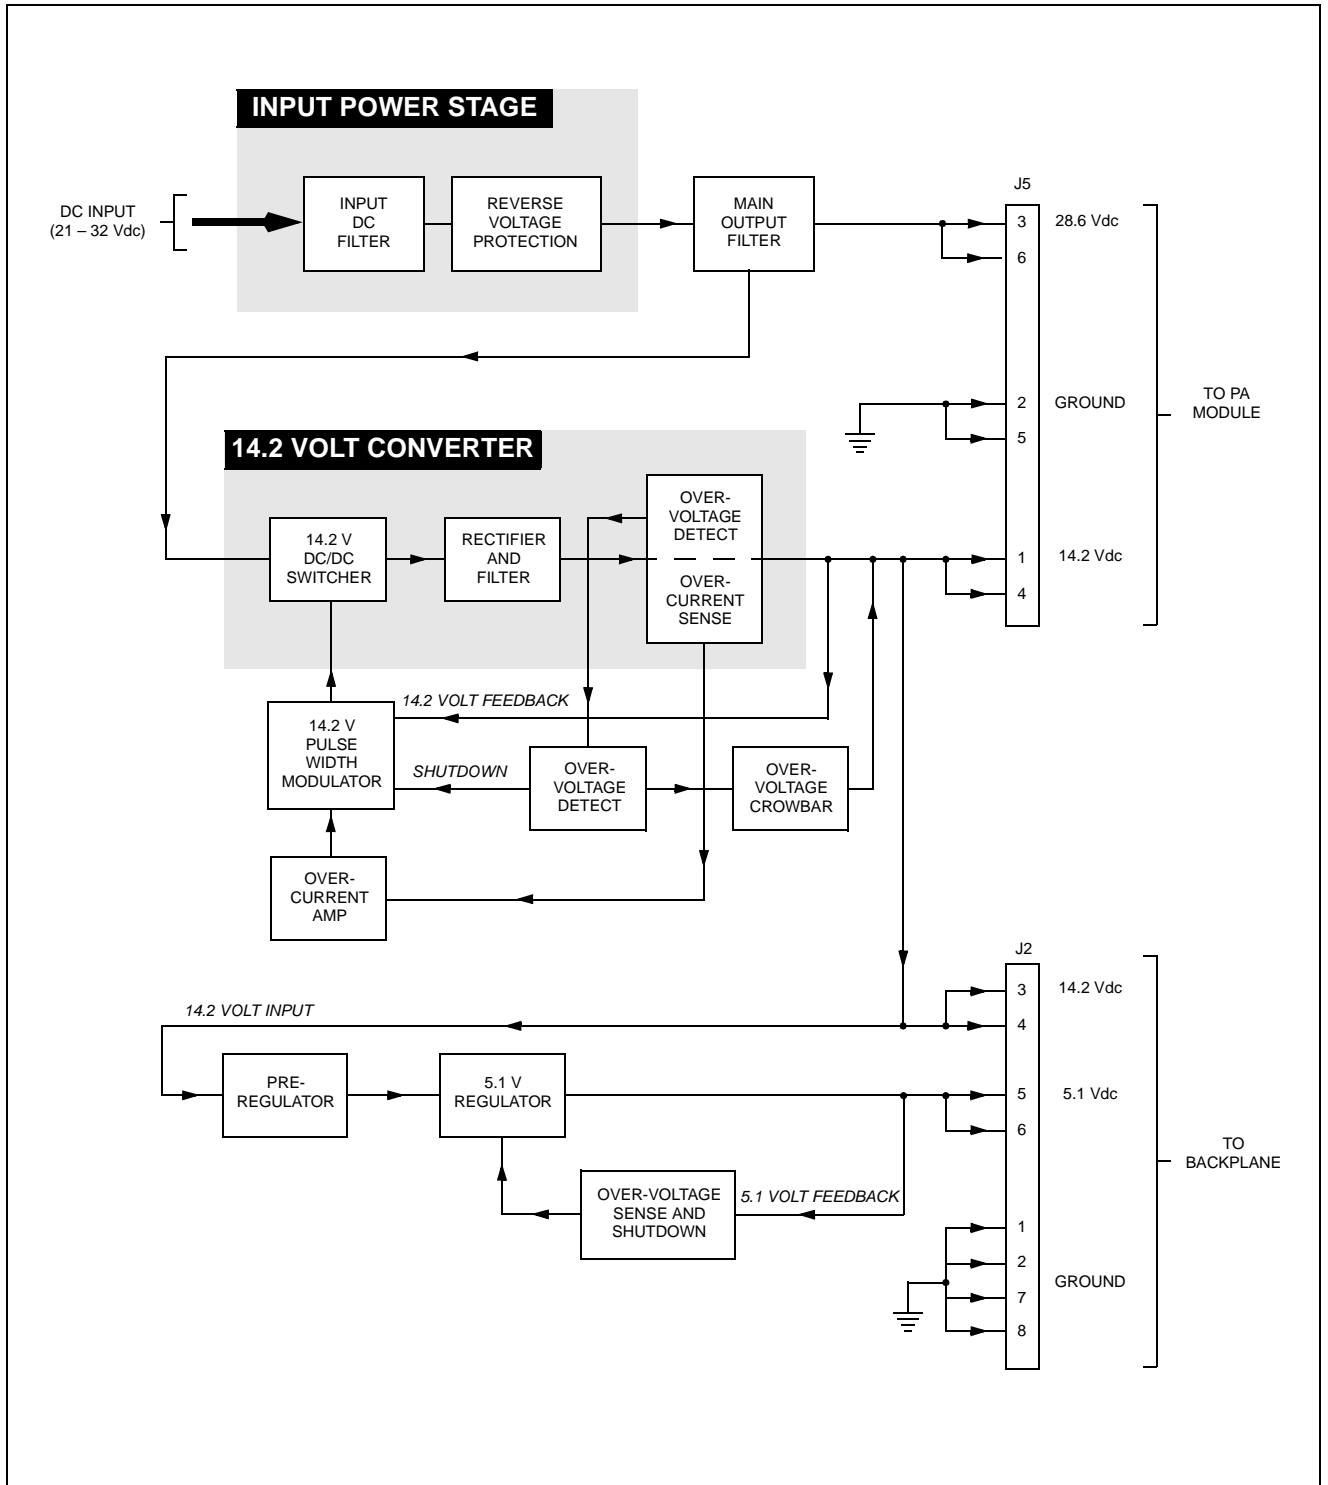 INPUT POWER STAGE
DC INPUT
(21 – 32 Vdc)
INPUT
DC
FILTER
REVERSE
VOLTAGE
PROTECTION
MAIN
OUTPUT
FILTER
J5
3
28.6 Vdc
6
2
GROUND
5
1
14.2 Vdc
4
TO PA
MODULE
14.2 VOLT CONVERTER
14.2 V
DC/DC
SWITCHER
RECTIFIER
AND
FILTER
OVER-
VOLTAGE
DETECT
OVER-
CURRENT
SENSE
14.2 VOLT FEEDBACK
14.2 V
PULSE
WIDTH
MODULATOR
SHUTDOWN
OVER-
VOLTAGE
DETECT
OVER-
VOLTAGE
CROWBAR
OVER-
CURRENT
AMP
J2
3
14.2 Vdc
4
5
5.1 Vdc
6
1
2
GROUND
7
8
TO
BACKPLANE
14.2 VOLT INPUT
PRE-
REGULATOR
5.1 V
REGULATOR
OVER-VOLTAGE
SENSE AND
SHUTDOWN
5.1 VOLT FEEDBACK